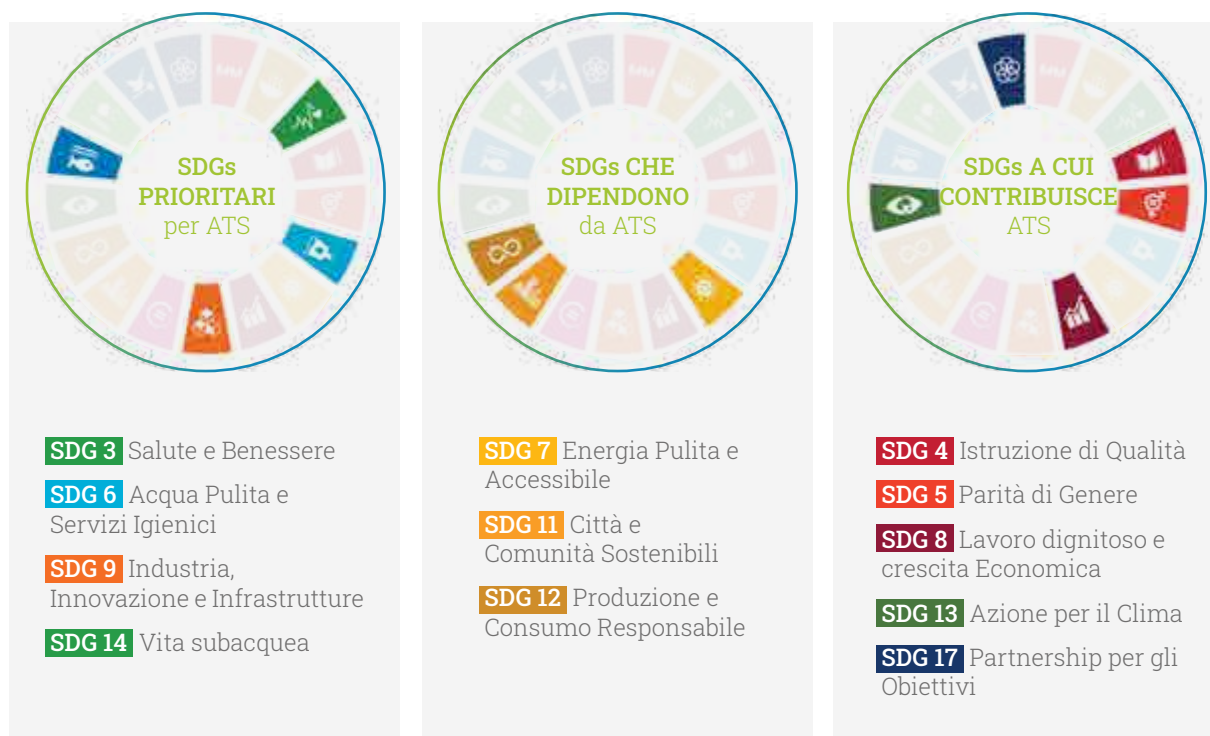 SDGs
PRIORITARI
per ATS
SDG 3 Salute e Benessere
SDG 6 Acqua Pulita e
Servizi Igienici
SDG 9 Industria,
Innovazione e Infrastrutture
SDG 14 Vita subacquea
SDGs CHE
DIPENDONO
da ATS
SDG 7 Energia Pulita e
Accessibile
SDG 11 Città e
Comunità Sostenibili
SDG 12 Produzione e
Consumo Responsabile
SDGs A CUI
CONTRIBUISCE
ATS
SDG 4 Istruzione di Qualità
SDG 5 Parità di Genere
SDG 8 Lavoro dignitoso e
crescita Economica
SDG 13 Azione per il Clima
SDG 17 Partnership per gli
Obiettivi